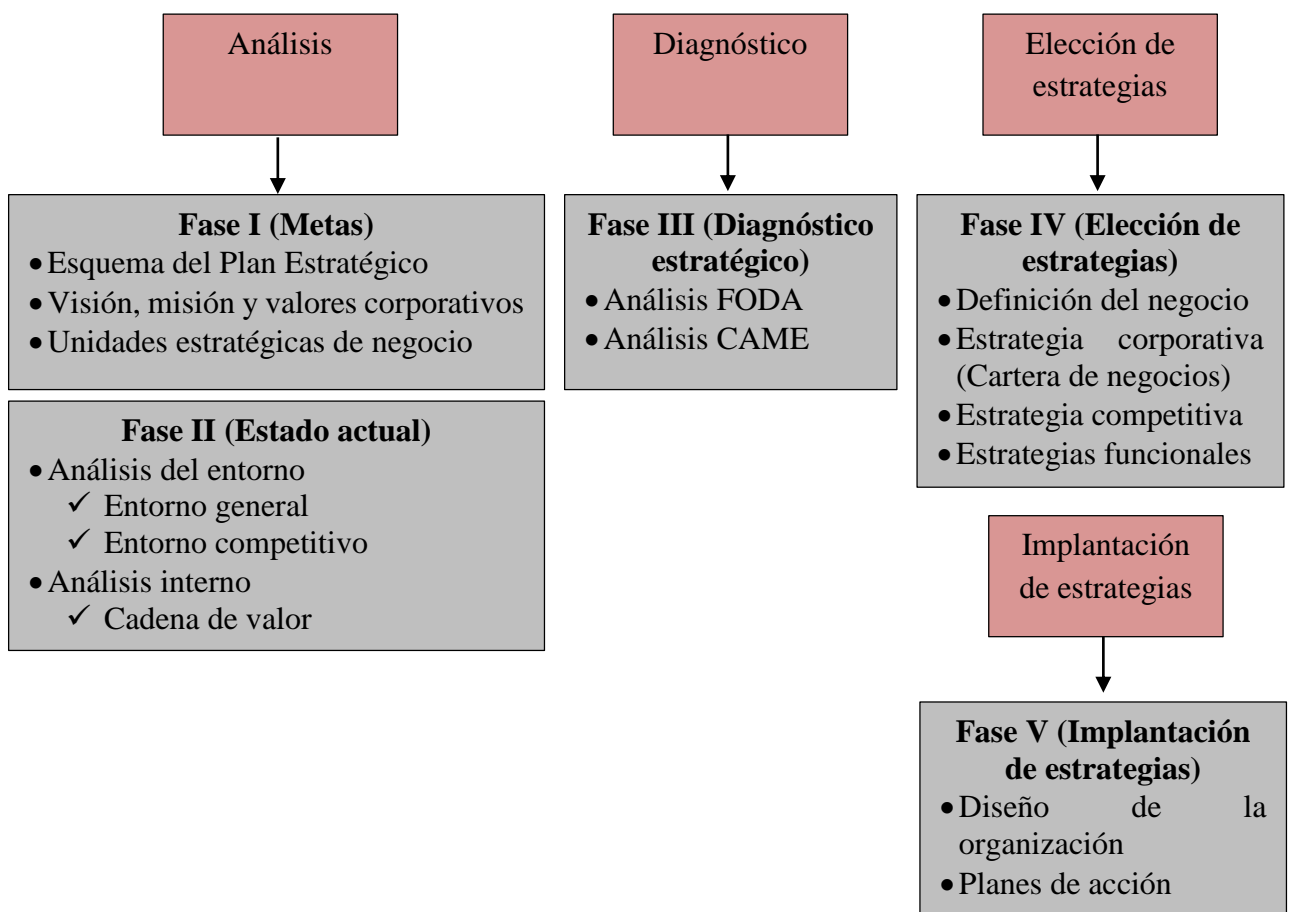 Análisis
Fase I (Metas)
• Esquema del Plan Estratégico
• Visión, misión y valores corporativos
• Unidades estratégicas de negocio
Fase II (Estado actual)
• Análisis del entorno
✓ Entorno general
✓ Entorno competitivo
• Análisis interno
✓ Cadena de valor
Diagnóstico
Fase III (Diagnóstico
estratégico)
• Análisis FODA
• Análisis CAME
Elección de
estrategias
Fase IV (Elección de
estrategias)
• Definición del negocio
• Estrategia corporativa
(Cartera de negocios)
• Estrategia competitiva
• Estrategias funcionales
Implantación
de estrategias
Fase V (Implantación
de estrategias)
• Diseño de la
organización
• Planes de acción